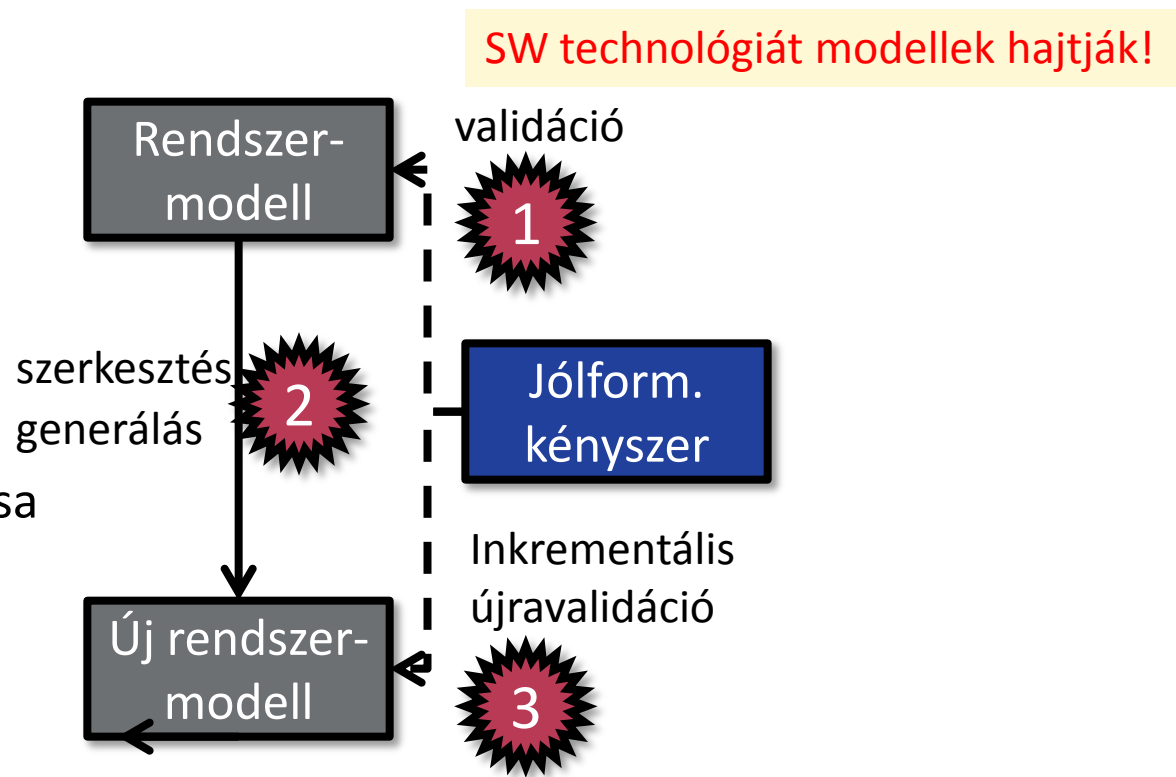 SW technológiát modellek hajtják!
Rendszer-
modell
validáció
1
szerkesztés
generálás
2
Jólform.
kényszer
sa
Inkrementális
újravalidáció
Új rendszer-
modell
3